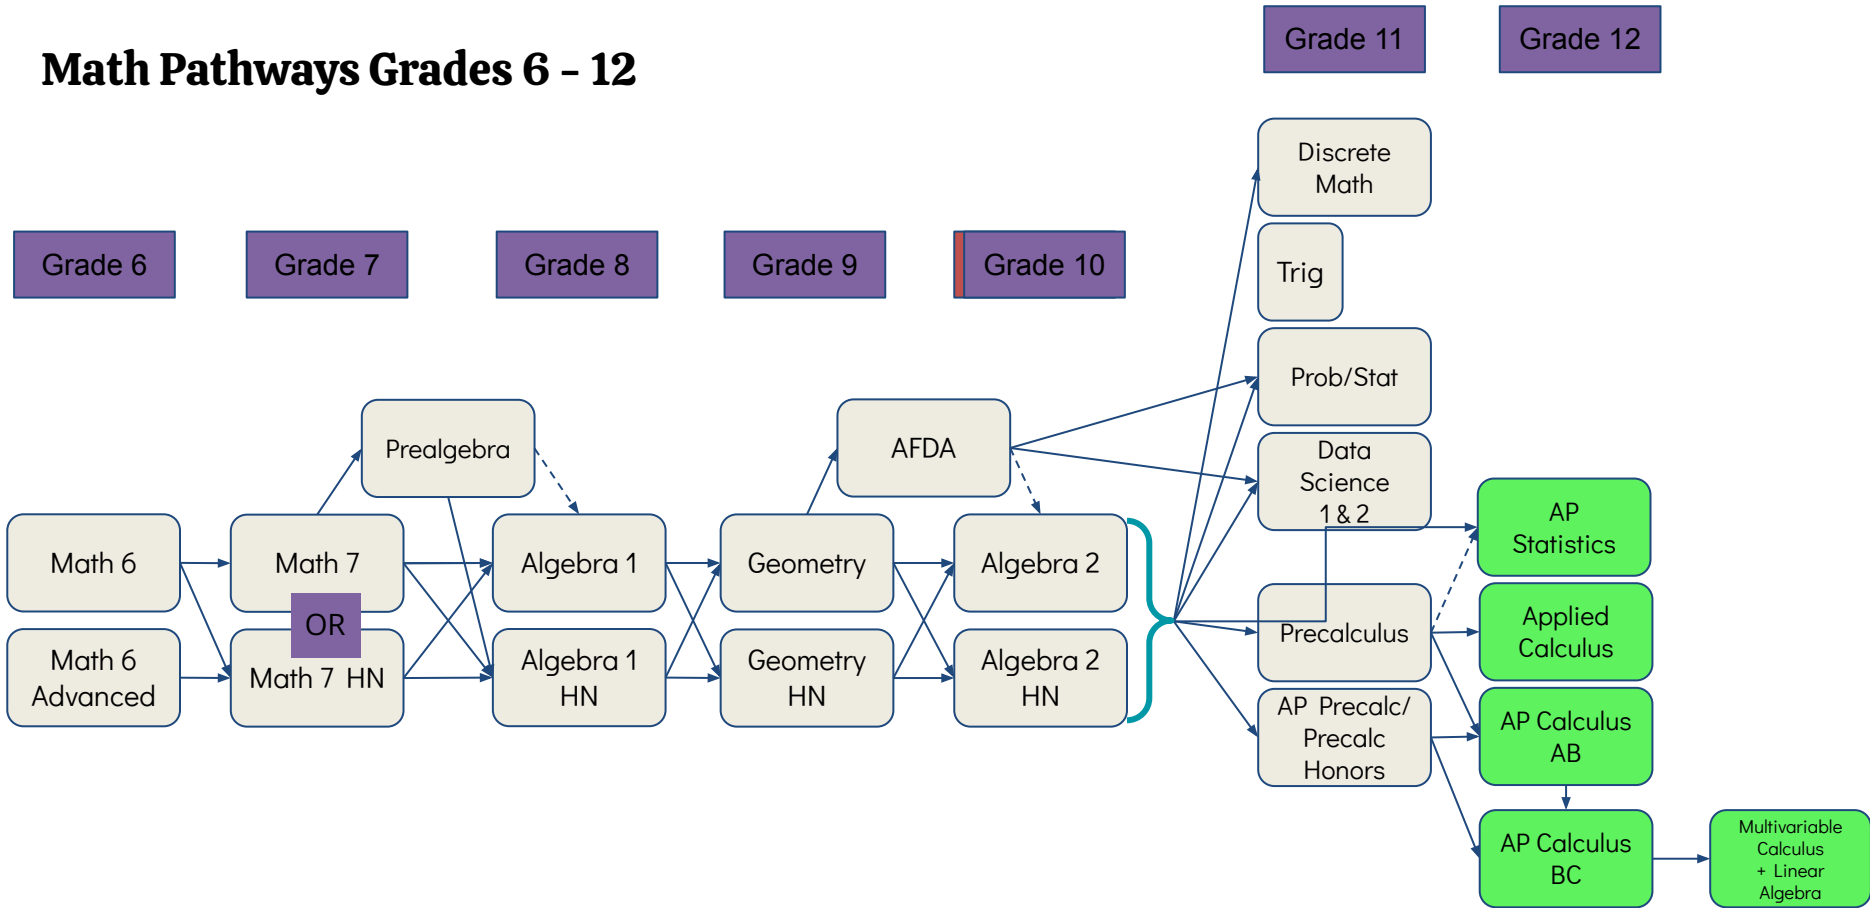 Math Pathways Grades 6 - 12
Grade 11
Grade 12
Grade 6
Grade 7
Grade 8
Grade 9
Grade 10
Discrete
Math
Trig
Prob/Stat
Data
Science
1 & 2
Prealgebra
AFDA
Math 6
Math 7
Algebra 1
Geometry
Algebra 2
OR
Math 6
Advanced
Math 7 HN
Algebra 1
HN
Geometry
HN
Algebra 2
HN
Precalculus
AP Precalc/
Precalc
Honors
AP
Statistics
Applied
Calculus
AP Calculus
AB
AP Calculus
BC
Multivariable
Calculus
+ Linear
Algebra